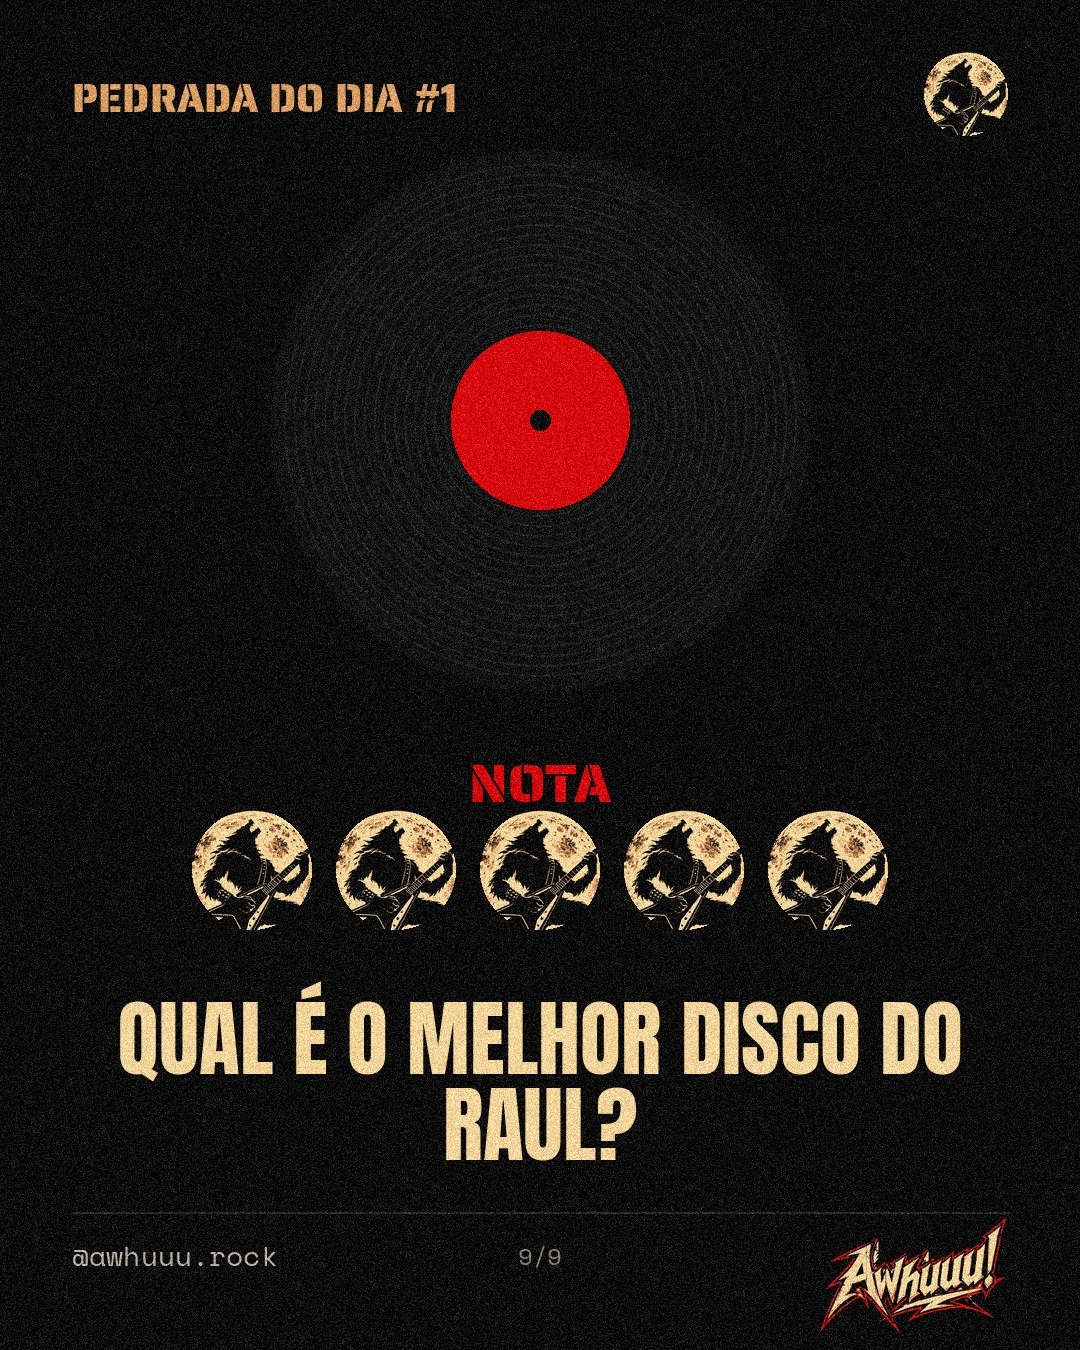 PEDRADA DO DIA #1
NOTA
QUAL É O MELHOR DISCO DO
RAUL?
@awhuuu.rock
9/9
Awhuuu!